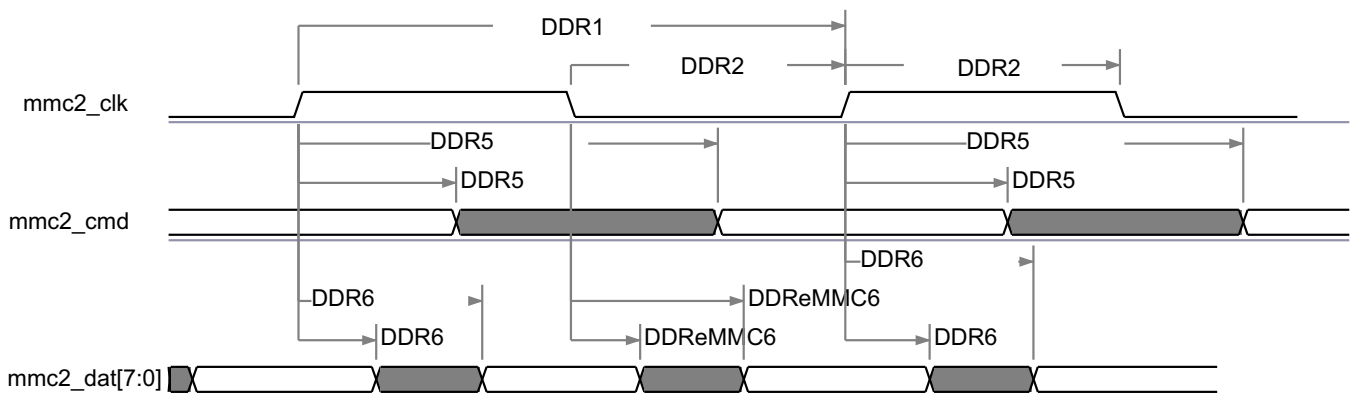 DDR1
DDR2 DDR2
mmc2_clk
DDR5 DDR5
DDR5 DDR5
mmc2_cmd
DDR6
DDR6 DDReMMC6
DDR6 DDReMMC6 DDR6
mmc2_dat[7:0]